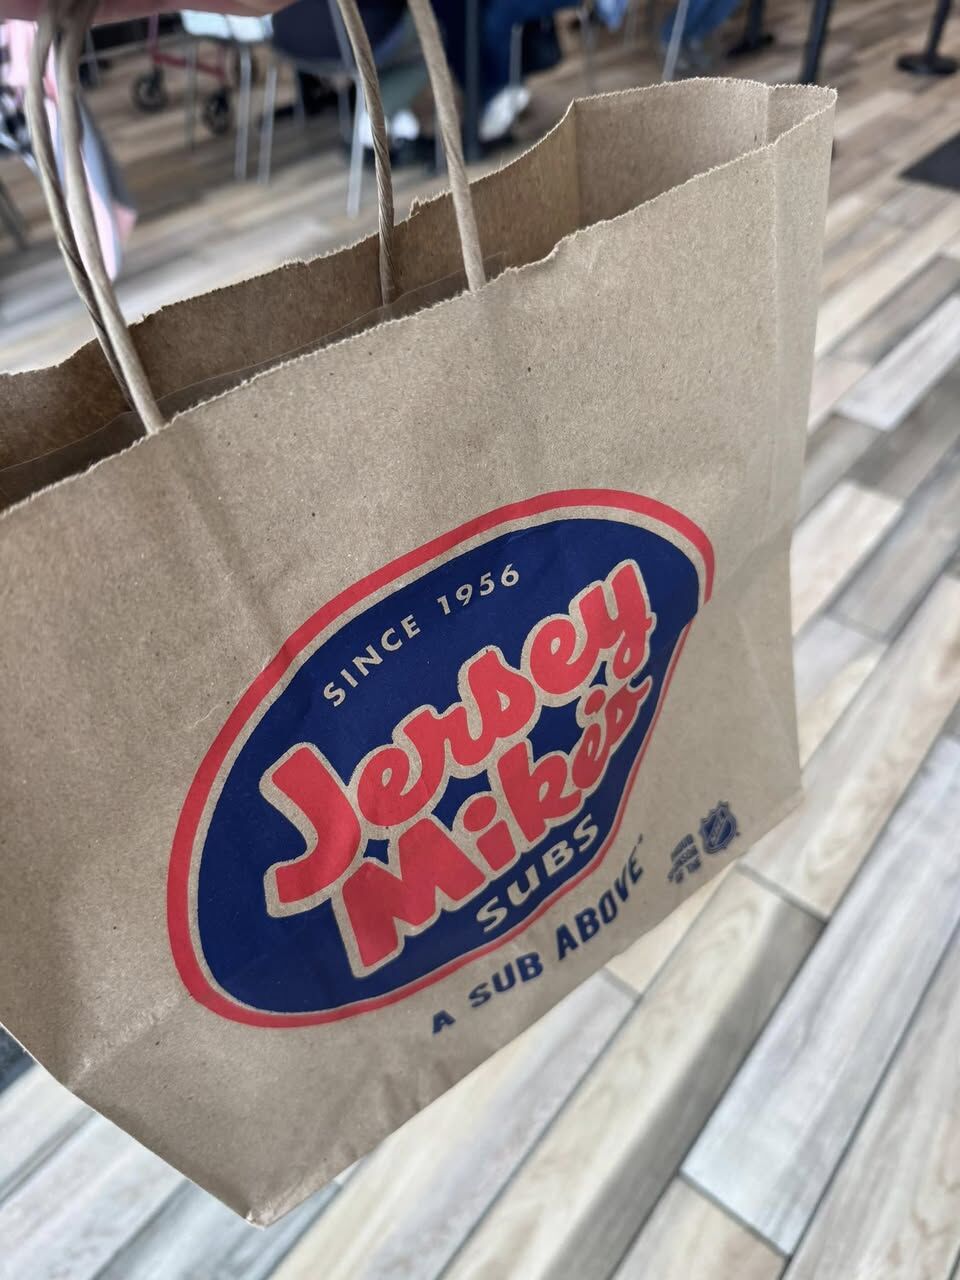 SINCE 1956
Jersey
Mike's
SUBS
A SUB ABOVE